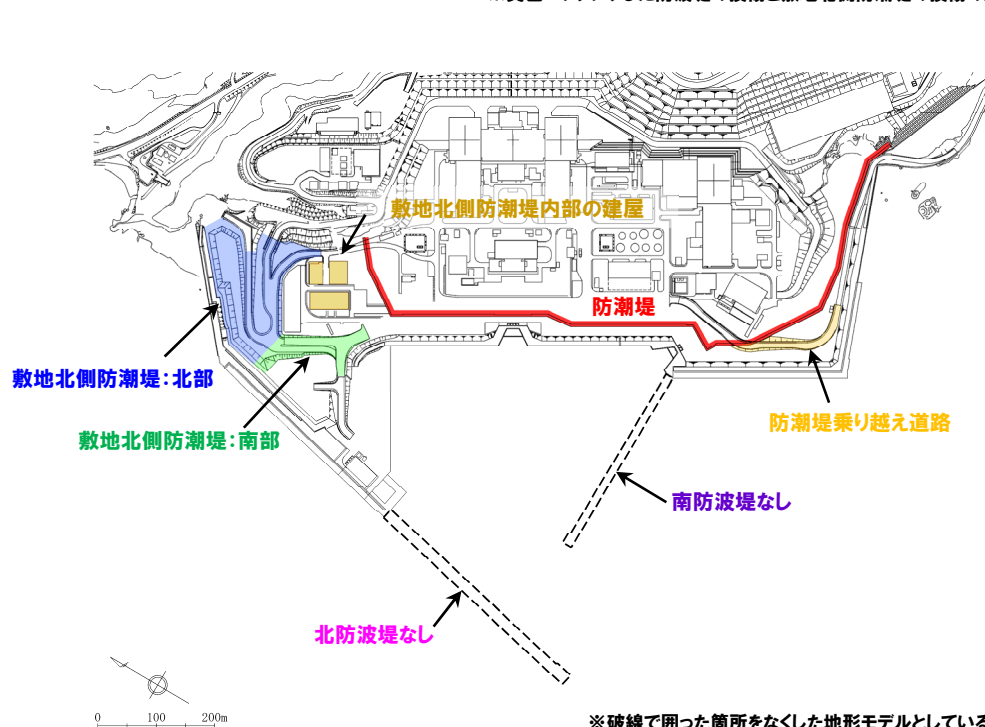 敷地北側防潮堤内部の建屋
防潮堤
敷地北側防潮堤：北部
防潮堤乗り越え道路
敷地北側防潮堤：南部
南防波堤なし
北防波堤なし
0 100 200m
※破線で囲った箇所をなくした地形モデルとしている